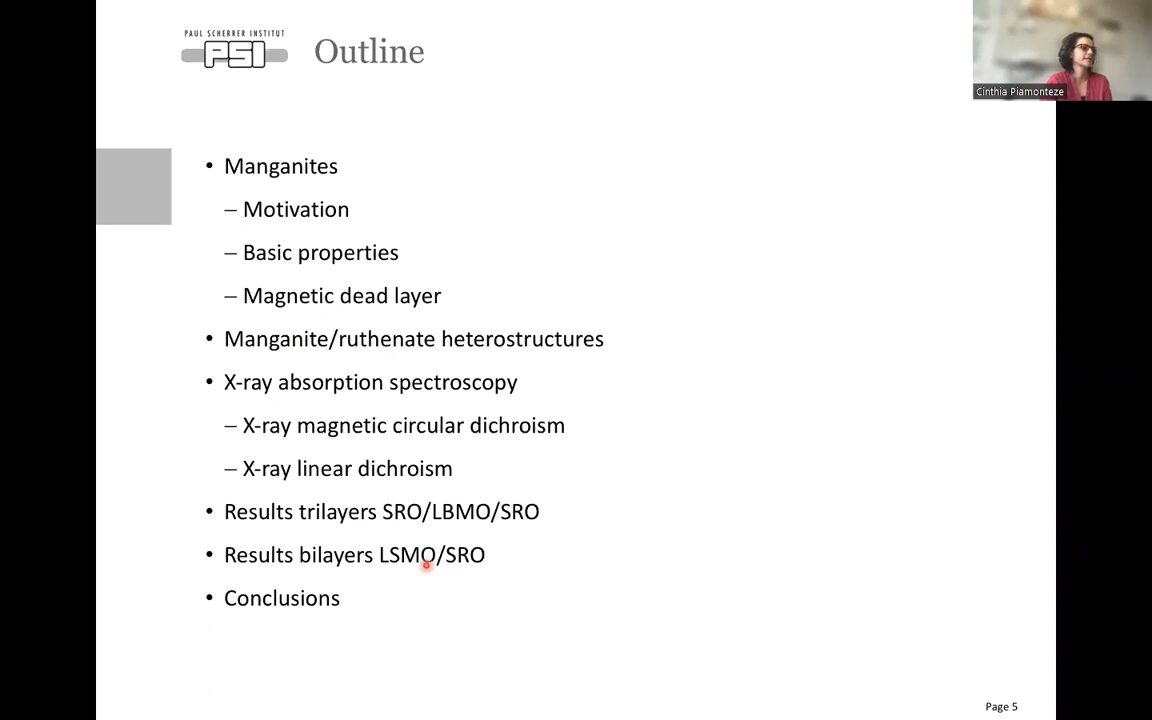 PAUL SCHERRER INSTITUT
PSI
Outline
Cinthia Piamonteze
• Manganites
– Motivation
– Basic properties
– Magnetic dead layer
• Manganite/ruthenate heterostructures
• X-ray absorption spectroscopy
– X-ray magnetic circular dichroism
– X-ray linear dichroism
• Results trilayers SRO/LBMO/SRO
• Results bilayers LSMO/SRO
• Conclusions
Page 5